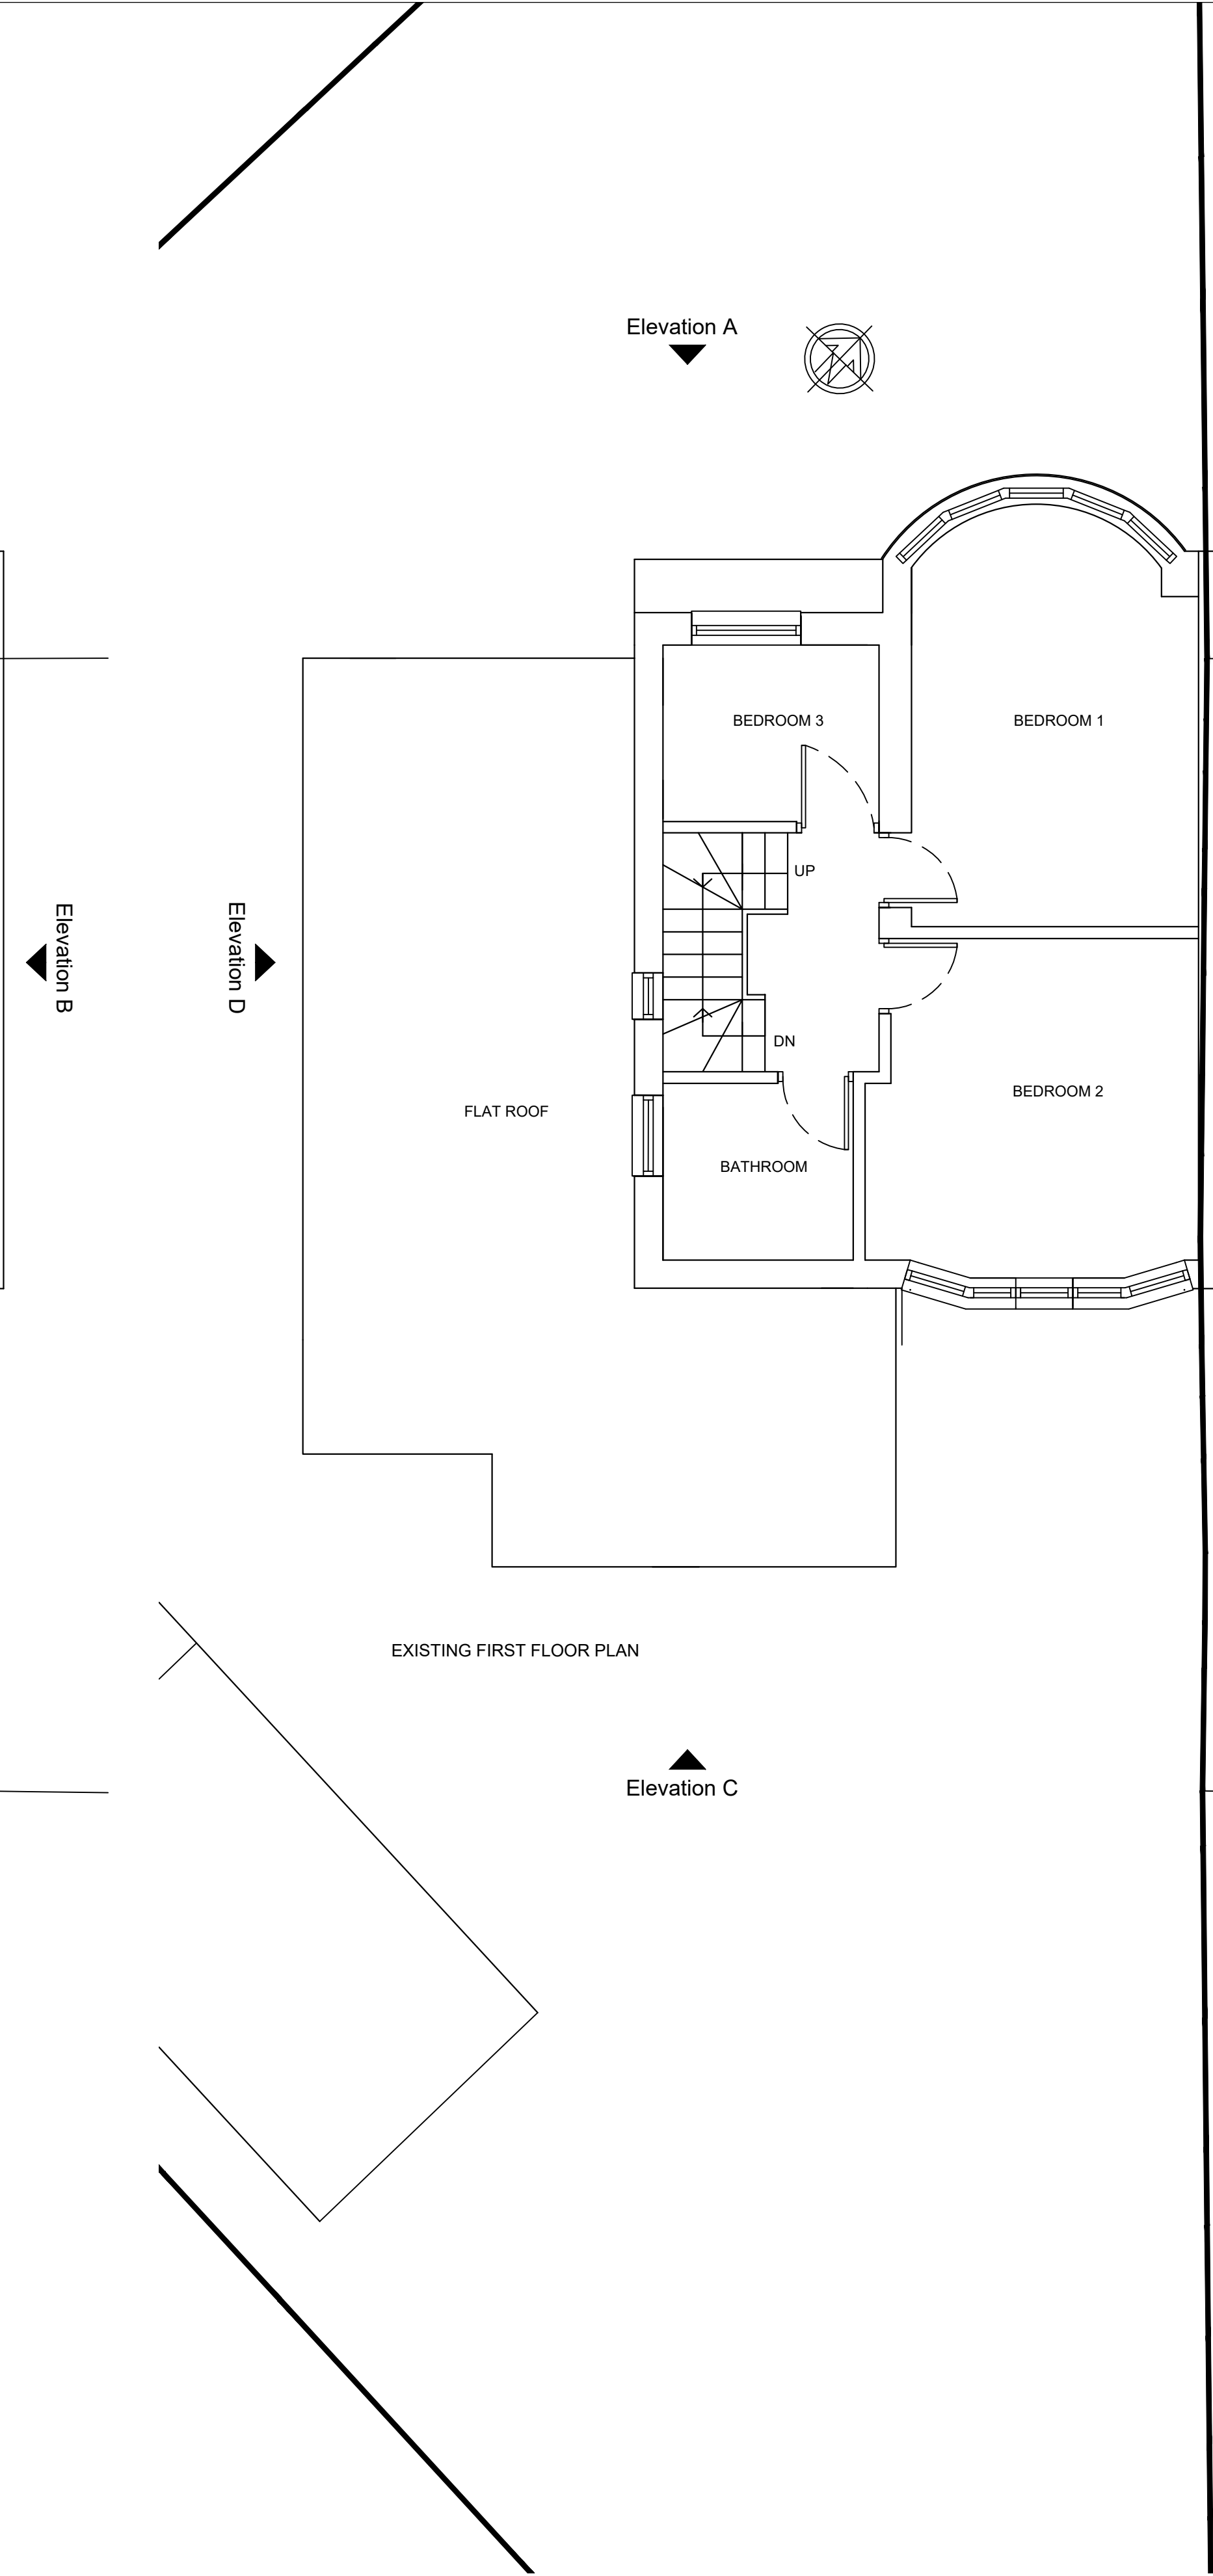 Elevation A
BEDROOM 3
BEDROOM 1
UP
Elevation B
Elevation D
DN
BEDROOM 2
FLAT ROOF
BATHROOM
EXISTING FIRST FLOOR PLAN
Elevation C